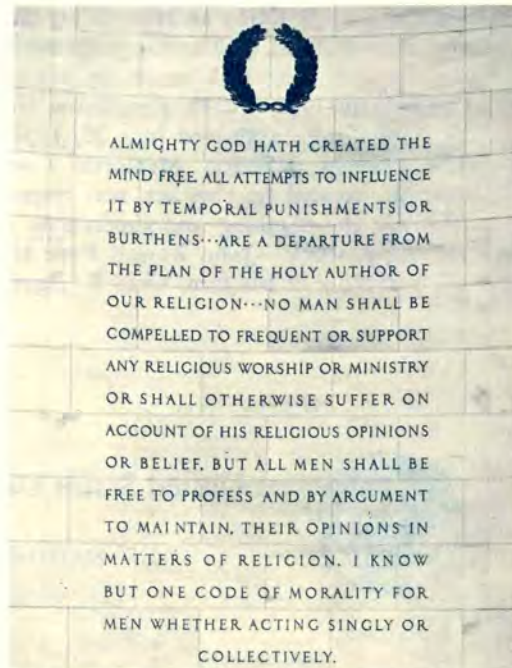 ALMIGHTY GOD HATH CREATED THE
MIND FREE. ALL ATTEMPTS TO INFLUENCE
IT BY TEMPORAL PUNISHMENTS OR
BURTHENS···ARE A DEPARTURE FROM
THE PLAN OF THE HOLY AUTHOR OF
OUR RELIGION···NO MAN SHALL BE
COMPELLED TO FREQUENT OR SUPPORT
ANY RELIGIOUS WORSHIP OR MINISTRY
OR SHALL OTHERWISE SUFFER ON
ACCOUNT OF HIS RELIGIOUS OPINIONS
OR BELIEF, BUT ALL MEN SHALL BE
FREE TO PROFESS AND BY ARGUMENT
TO MAINTAIN, THEIR OPINIONS IN
MATTERS OF RELIGION. I KNOW
BUT ONE CODE OF MORALITY FOR
MEN WHETHER ACTING SINGLY OR
COLLECTIVELY.